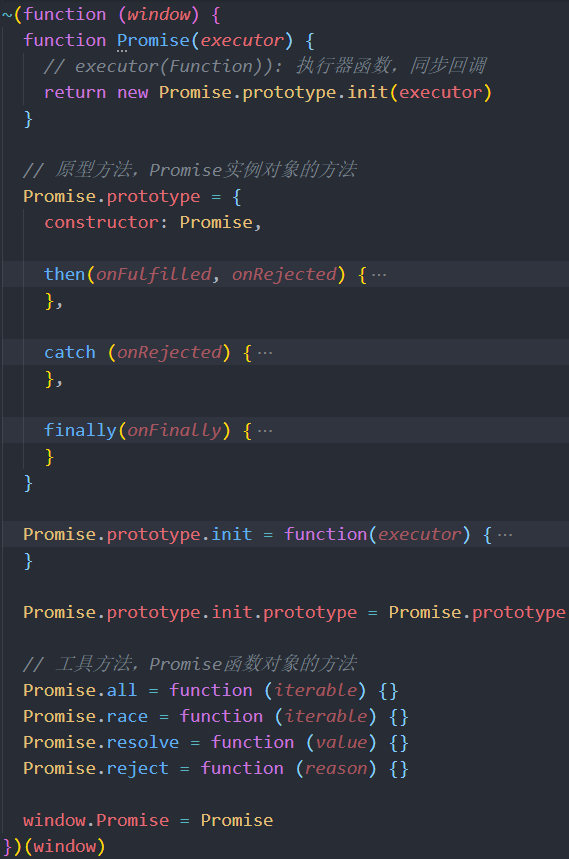 ~(function (window) {
function Promise(executor) {
// executor(Function)): 执行器函数，同步回调
return new Promise.prototype.init(executor)
}
// 原型方法，Promise实例对象的方法
Promise.prototype = {
constructor: Promise,
then(onFulfilled, onRejected) { ···
},
catch (onRejected) { ···
},
finally(onFinally) { ···
}
}
Promise.prototype.init = function(executor) { ···
}
Promise.prototype.init.prototype = Promise.prototype
// 工具方法，Promise函数对象的方法
Promise.all = function (iterable) {}
Promise.race = function (iterable) {}
Promise.resolve = function (value) {}
Promise.reject = function (reason) {}
window.Promise = Promise
})(window)